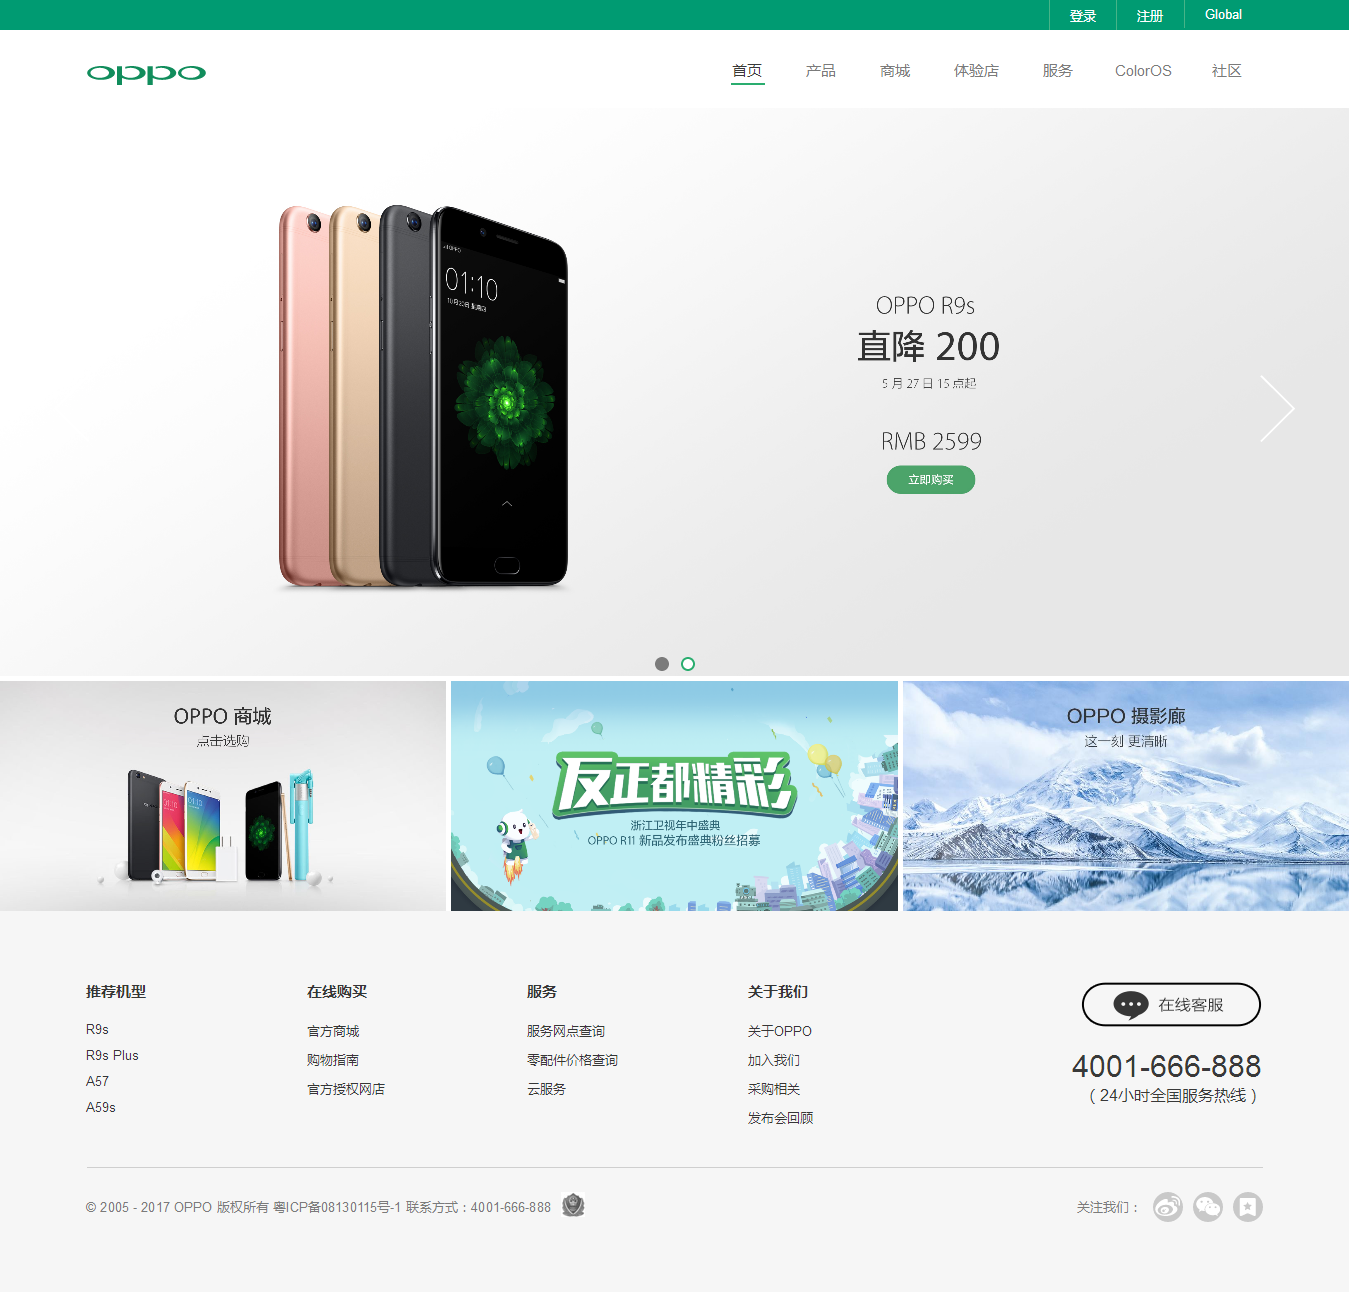 登录 注册 Global
oppo
首页 产品 商城 体验店 服务 ColorOS 社区
OPPO
01:10
OPPO R9s
直降 200
5 月 27 日 15 点起
RMB 2599
立即购买
OPPO 商城
点击选购
反正都精彩
浙江卫视年中盛典
OPPO R11 新品发布盛典粉丝招募
OPPO 摄影廊
这一刻 更清晰
推荐机型
R9s
R9s Plus
A57
A59s
在线购买
官方商城
购物指南
官方授权网店
服务
服务网点查询
零配件价格查询
云服务
关于我们
关于OPPO
加入我们
采购相关
发布会回顾
在线客服
4001-666-888
( 24小时全国服务热线 )
© 2005 - 2017 OPPO 版权所有 粤ICP备08130115号-1 联系方式 : 4001-666-888
关注我们 :